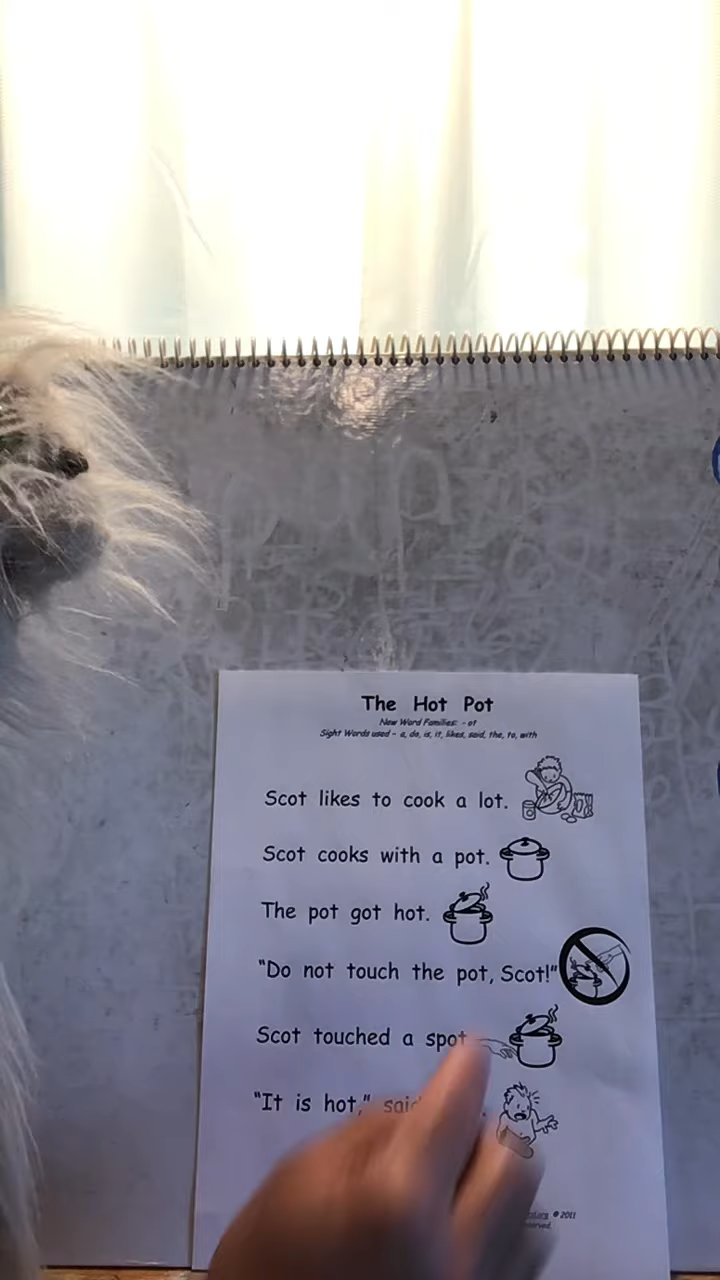 The Hot Pot
New Word Families: - ot
Sight Words used - a, do, is, it, likes, said, the, to, with
Scot likes to cook a lot.
Scot cooks with a pot.
The pot got hot.
"Do not touch the pot, Scot!"
Scot touched a spot
"It is hot," said
© 2011